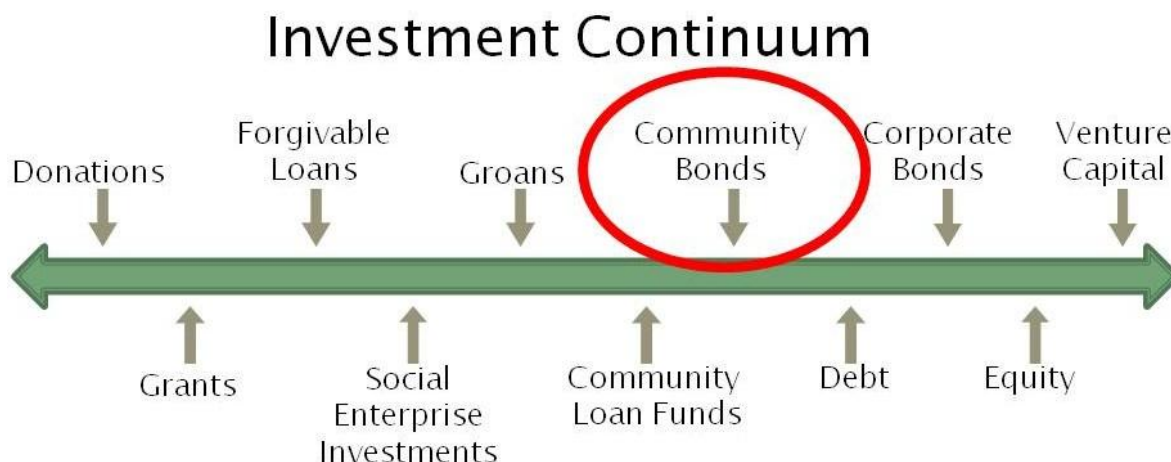 Investment Continuum
Donations
Forgivable
Loans
Groans
Community
Bonds
Corporate
Bonds
Venture
Capital
Grants
Social
Enterprise
Investments
Community
Loan Funds
Debt
Equity